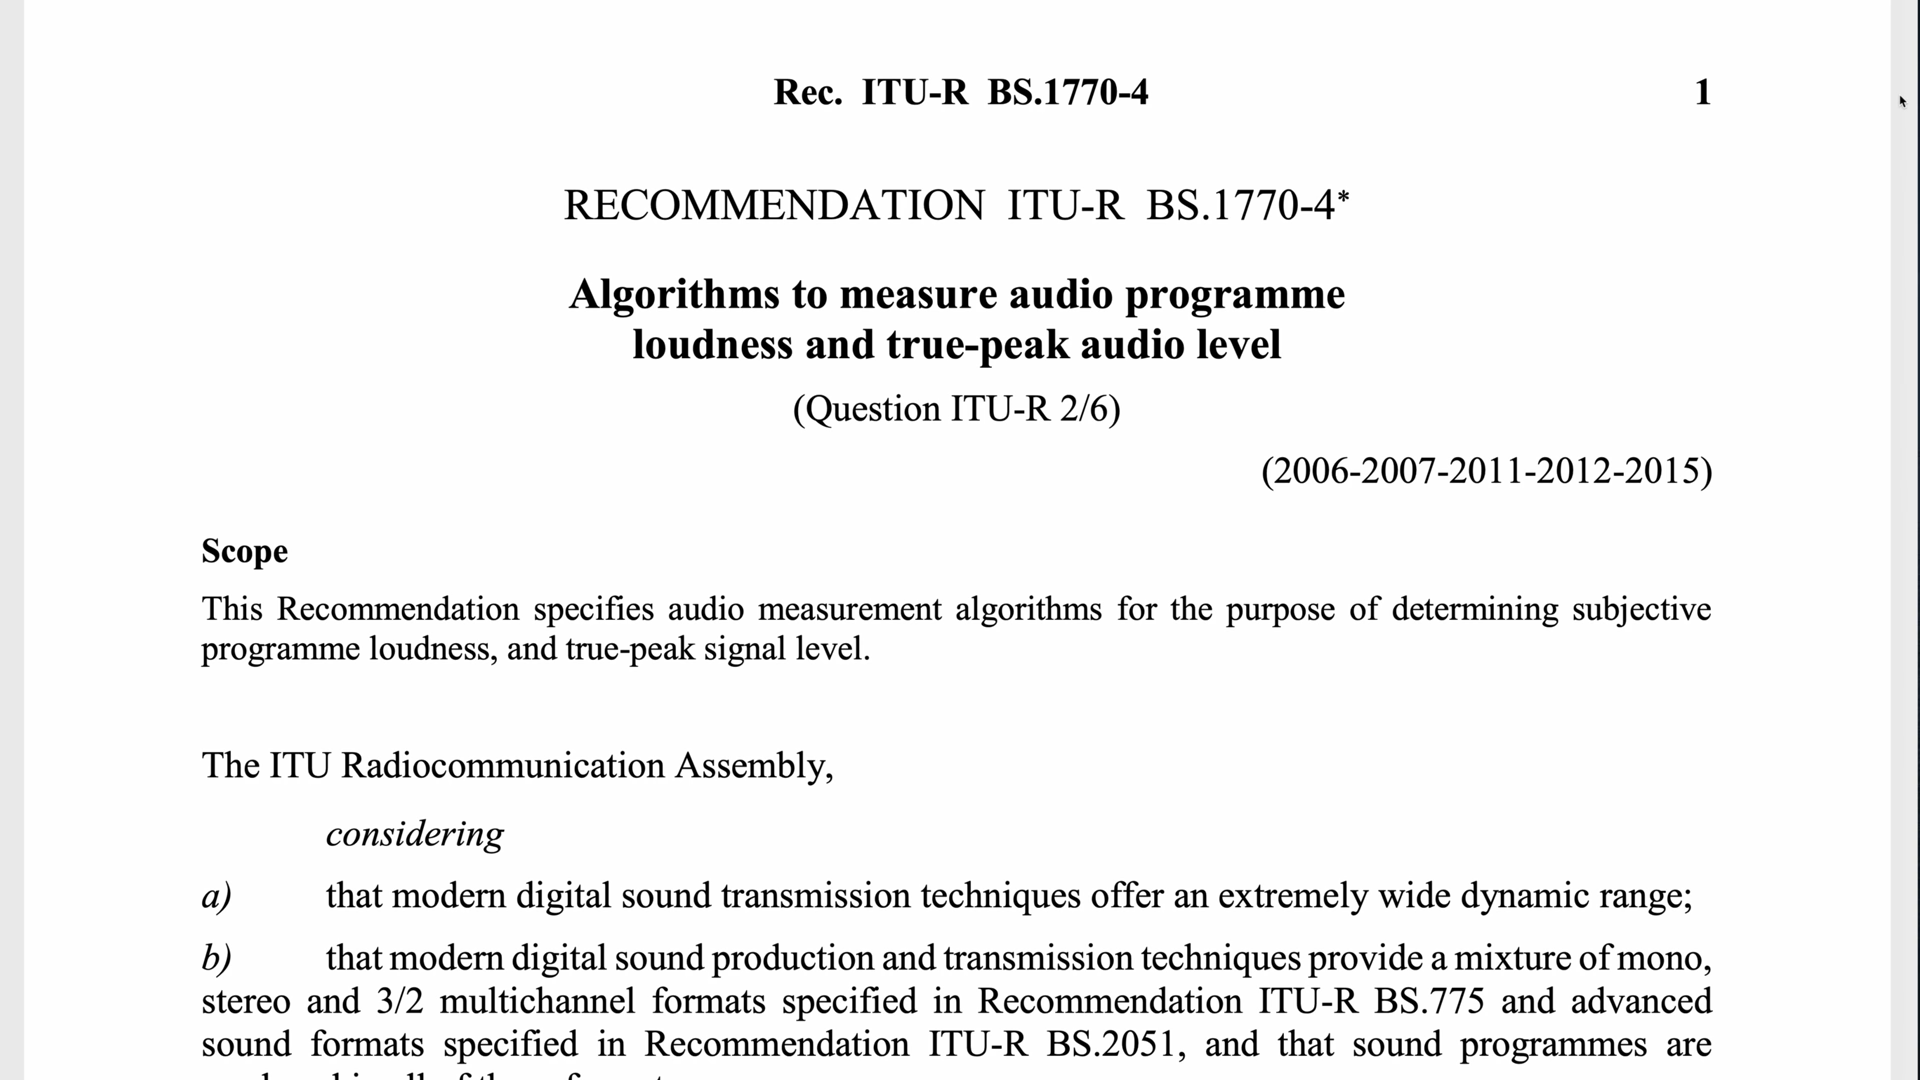 Rec. ITU-R BS.1770-4 1
RECOMMENDATION ITU-R BS.1770-4*
Algorithms to measure audio programme
loudness and true-peak audio level
(Question ITU-R 2/6)
(2006-2007-2011-2012-2015)
Scope
This Recommendation specifies audio measurement algorithms for the purpose of determining subjective
programme loudness, and true-peak signal level.
The ITU Radiocommunication Assembly,
considering
a) that modern digital sound transmission techniques offer an extremely wide dynamic range;
b) that modern digital sound production and transmission techniques provide a mixture of mono,
stereo and 3/2 multichannel formats specified in Recommendation ITU-R BS.775 and advanced
sound formats specified in Recommendation ITU-R BS.2051, and that sound programmes are